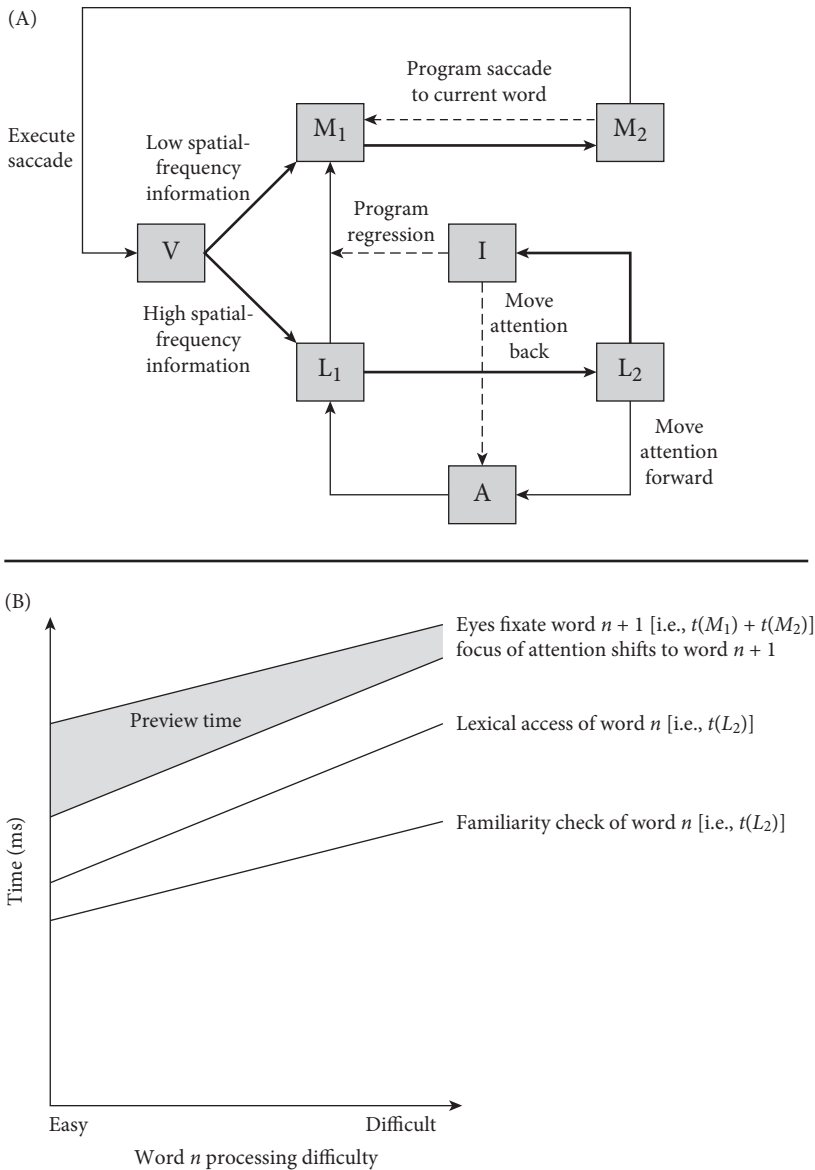 (A)
Program saccade
to current word
M1
M2
Execute
saccade
Low spatial-
frequency
information
Program
regression
V
I
High spatial-
frequency
information
Move
attention
back
L1
L2
Move
attention
forward
A
(B)
Eyes fixate word n + 1 [i.e., t(M1) + t(M2)]
focus of attention shifts to word n + 1
Preview time
Lexical access of word n [i.e., t(L2)]
Familiarity check of word n [i.e., t(L2)]
Time (ms)
Easy
Difficult
Word n processing difficulty